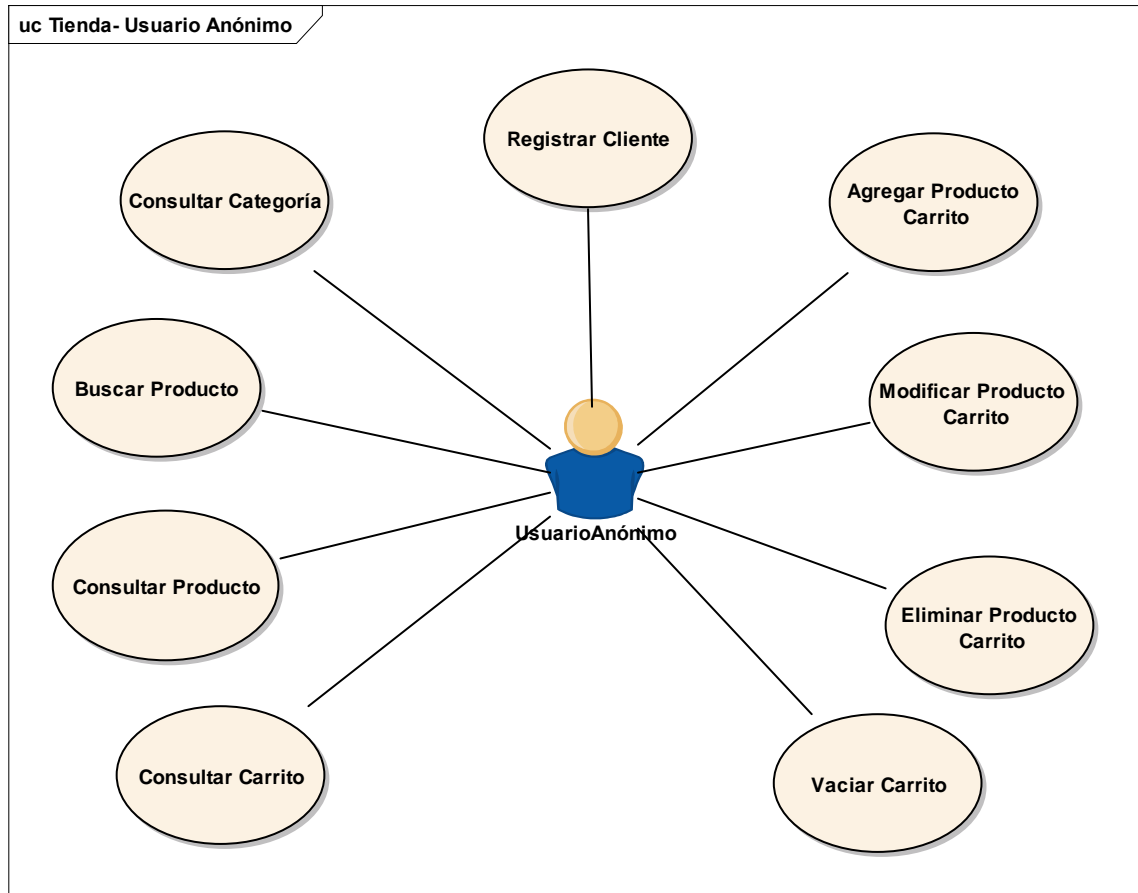 uc Tienda- Usuario Anónimo
Registrar Cliente
Consultar Categoría
Agregar Producto
Carrito
Buscar Producto
Modificar Producto
Carrito
UsuarioAnónimo
Consultar Producto
Eliminar Producto
Carrito
Consultar Carrito
Vaciar Carrito